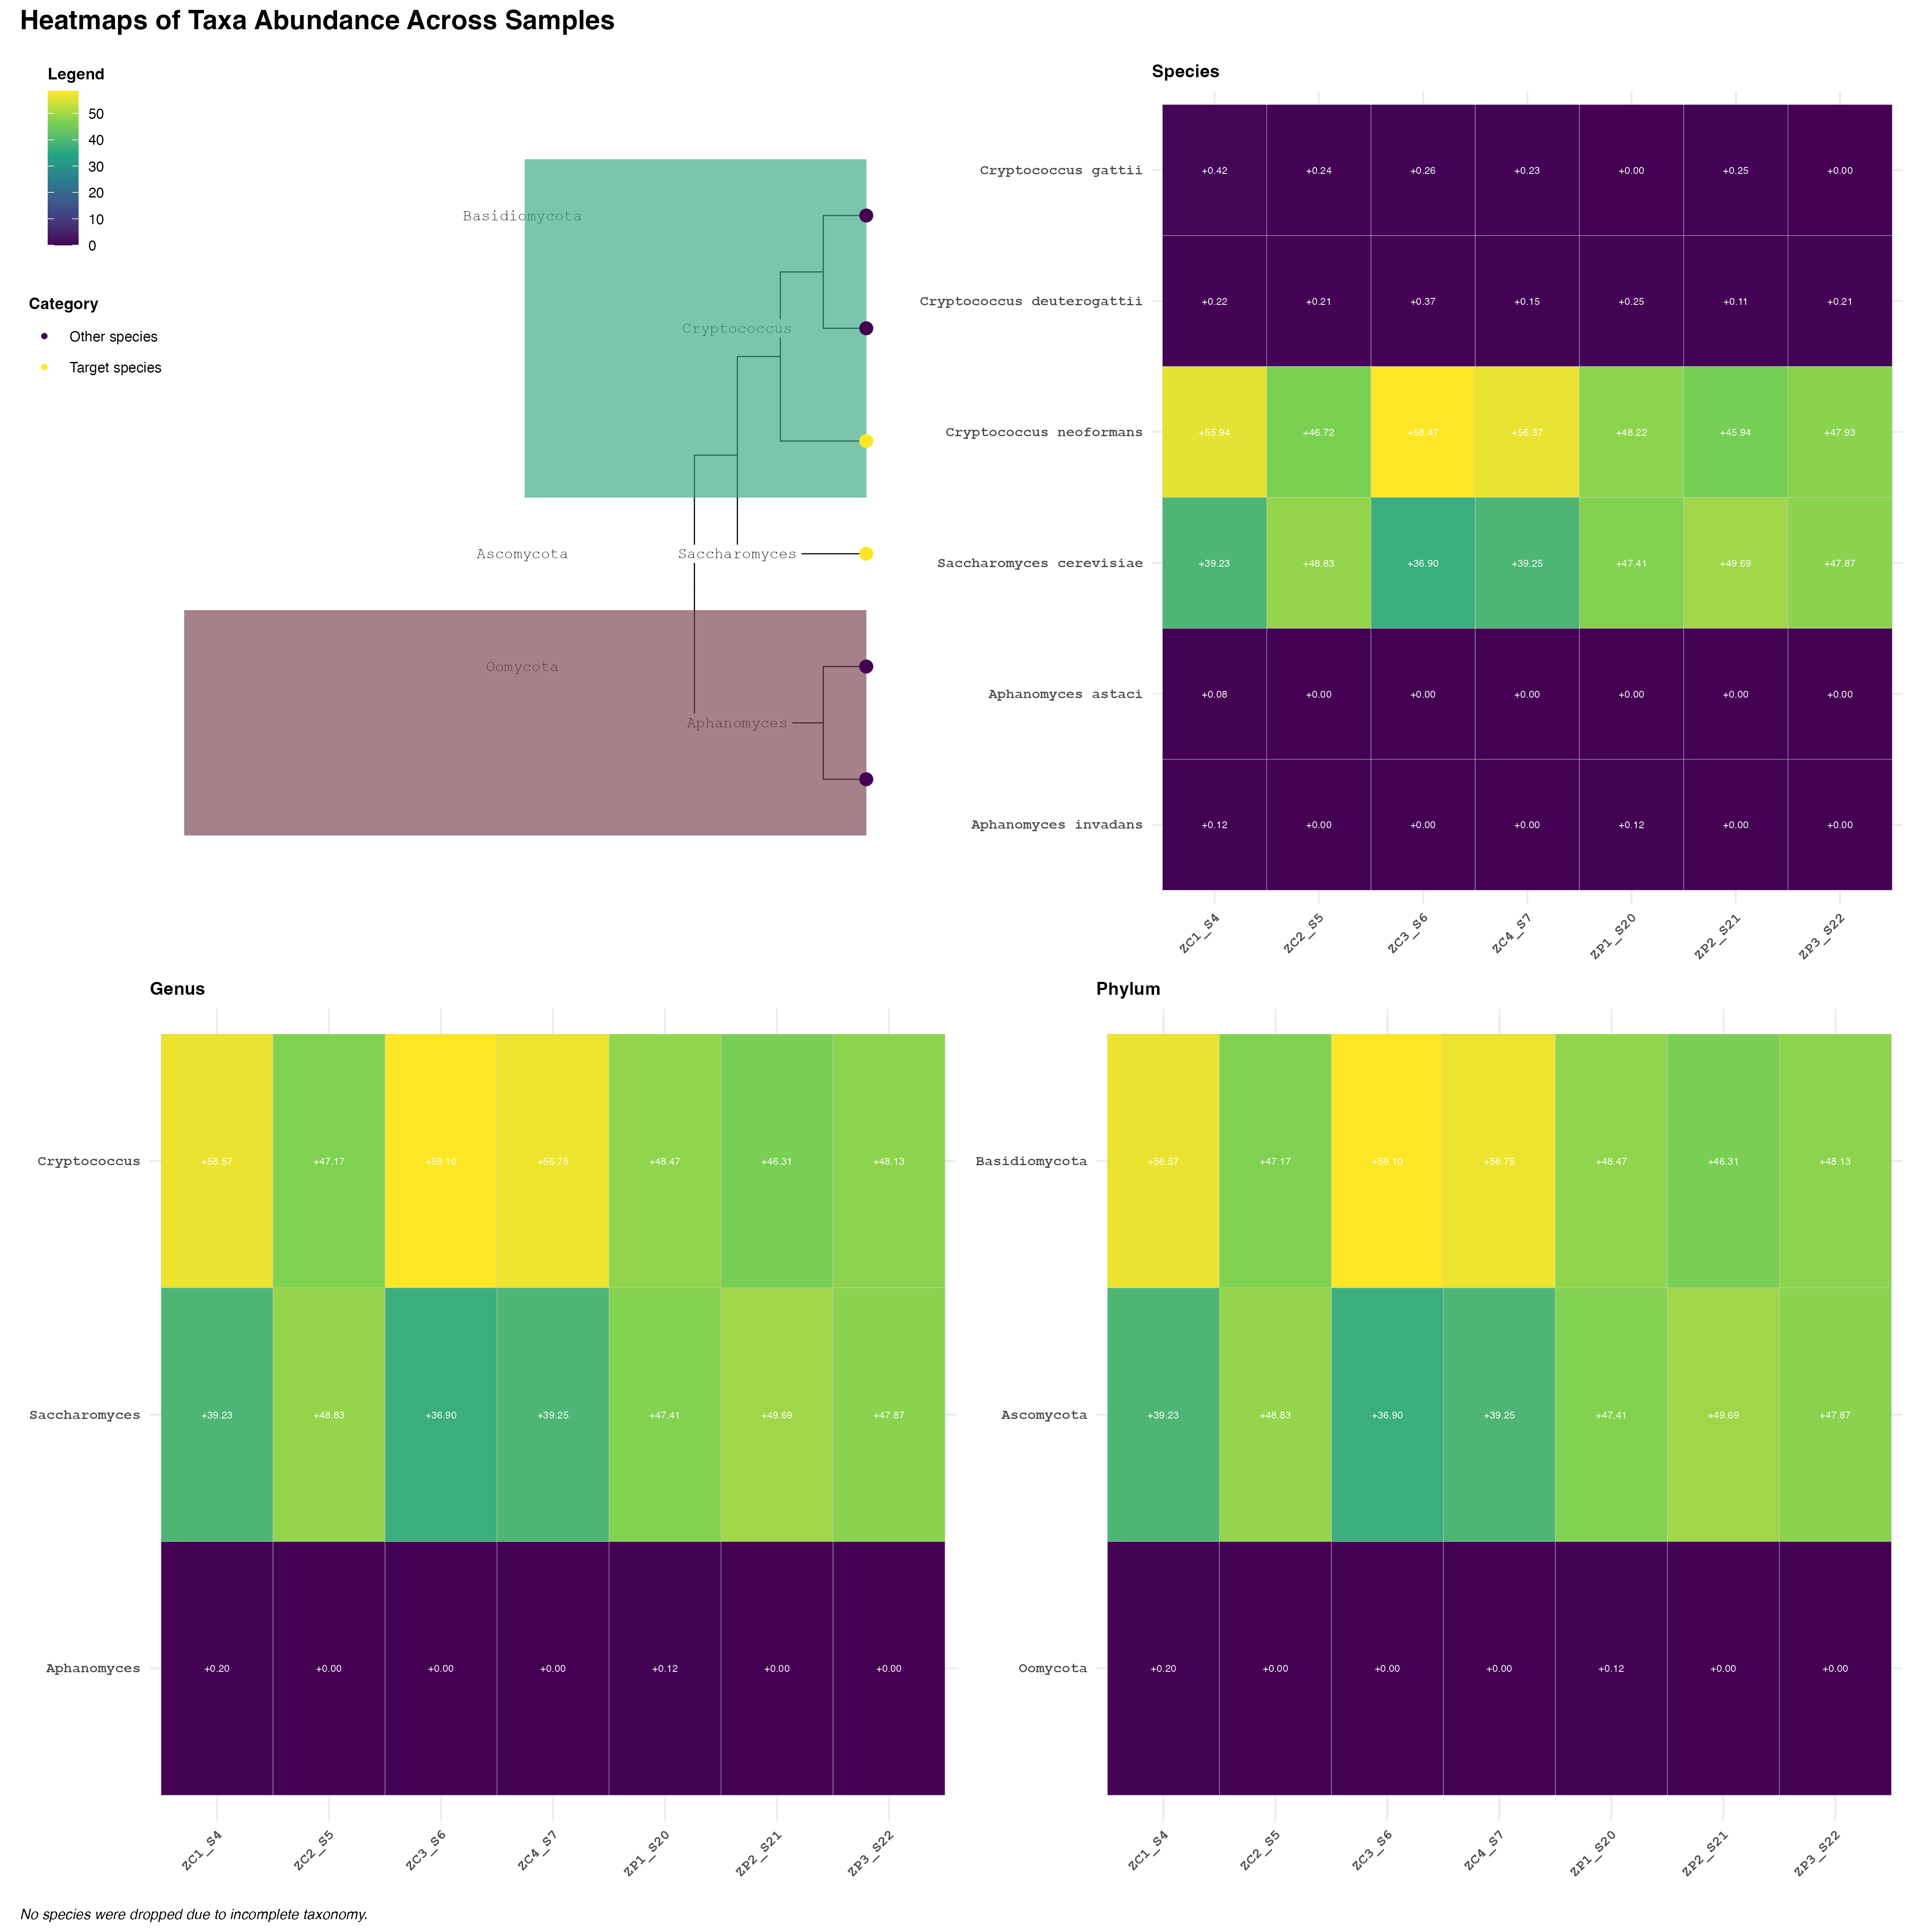 Heatmaps of Taxa Abundance Across Samples
Legend
50
40
30
20
10
0
Category
Other species
Target species
Basidiomycota
Cryptococcus
Ascomycota
Saccharomyces
Oomycota
Aphanomyces
Species
Cryptococcus gattii +0.42 +0.24 +0.26 +0.23 +0.00 +0.25 +0.00
Cryptococcus deuterogattii +0.22 +0.21 +0.37 +0.15 +0.25 +0.11 +0.21
Cryptococcus neoformans +55.94 +46.72 +58.47 +56.37 +48.22 +45.94 +47.93
Saccharomyces cerevisiae +39.23 +48.83 +36.90 +39.25 +47.41 +49.69 +47.87
Aphanomyces astaci +0.08 +0.00 +0.00 +0.00 +0.00 +0.00 +0.00
Aphanomyces invadans +0.12 +0.00 +0.00 +0.00 +0.12 +0.00 +0.00
ZC1_S4 ZC2_S5 ZC3_S6 ZC4_S7 ZP1_S20 ZP2_S21 ZP3_S22
Genus
Cryptococcus +56.57 +47.17 +59.10 +56.75 +48.47 +46.31 +48.13
Saccharomyces +39.23 +48.83 +36.90 +39.25 +47.41 +49.69 +47.87
Aphanomyces +0.20 +0.00 +0.00 +0.00 +0.12 +0.00 +0.00
ZC1_S4 ZC2_S5 ZC3_S6 ZC4_S7 ZP1_S20 ZP2_S21 ZP3_S22
Phylum
Basidiomycota +56.57 +47.17 +59.10 +56.75 +48.47 +46.31 +48.13
Ascomycota +39.23 +48.83 +36.90 +39.25 +47.41 +49.69 +47.87
Oomycota +0.20 +0.00 +0.00 +0.00 +0.12 +0.00 +0.00
ZC1_S4 ZC2_S5 ZC3_S6 ZC4_S7 ZP1_S20 ZP2_S21 ZP3_S22
No species were dropped due to incomplete taxonomy.